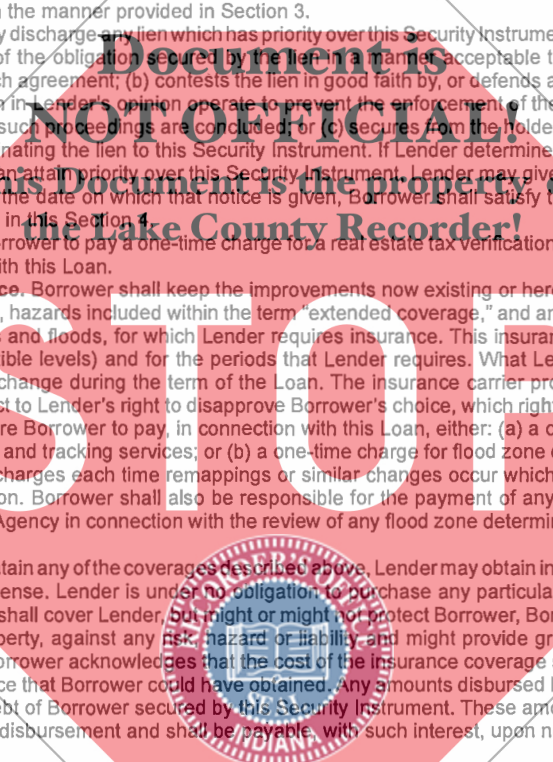 n the manner provided in Section 3.
y discharge any lien which has priority over this Security Instrume
of the obligation secured by the lien in a manner acceptable t
ch agreement; (b) contests the lien in good faith by, or defends a
n in Lender's opinion operate to prevent the enforcement of the
such proceedings are concluded; or (c) secures from the holde
nating the lien to this Security Instrument. If Lender determine
an attain priority over this Security Instrument, Lender may give
the date on which that notice is given, Borrower shall satisfy t
in this Section 4.
rrower to pay a one-time charge for a real estate tax verification
ith this Loan.
ce. Borrower shall keep the improvements now existing or here
, hazards included within the term "extended coverage," and an
s and floods, for which Lender requires insurance. This insuran
ible levels) and for the periods that Lender requires. What Le
change during the term of the Loan. The insurance carrier pro
ct to Lender's right to disapprove Borrower's choice, which right
re Borrower to pay, in connection with this Loan, either: (a) a o
and tracking services; or (b) a one-time charge for flood zone
charges each time remappings or similar changes occur which
on. Borrower shall also be responsible for the payment of any
Agency in connection with the review of any flood zone determin
tain any of the coverages described above, Lender may obtain in
ense. Lender is under no obligation to purchase any particula
shall cover Lender, but might or might not protect Borrower, Bor
perty, against any risk, hazard or liability and might provide gr
orrower acknowledges that the cost of the insurance coverage
ce that Borrower could have obtained. Any amounts disbursed
ebt of Borrower secured by this Security Instrument. These amo
disbursement and shall be payable, with such interest, upon n
Document is
NOT OFFICIAL!
his Document is the property
the Lake County Recorder!
STOP
RECORDER'S OFFICE
INDIANA